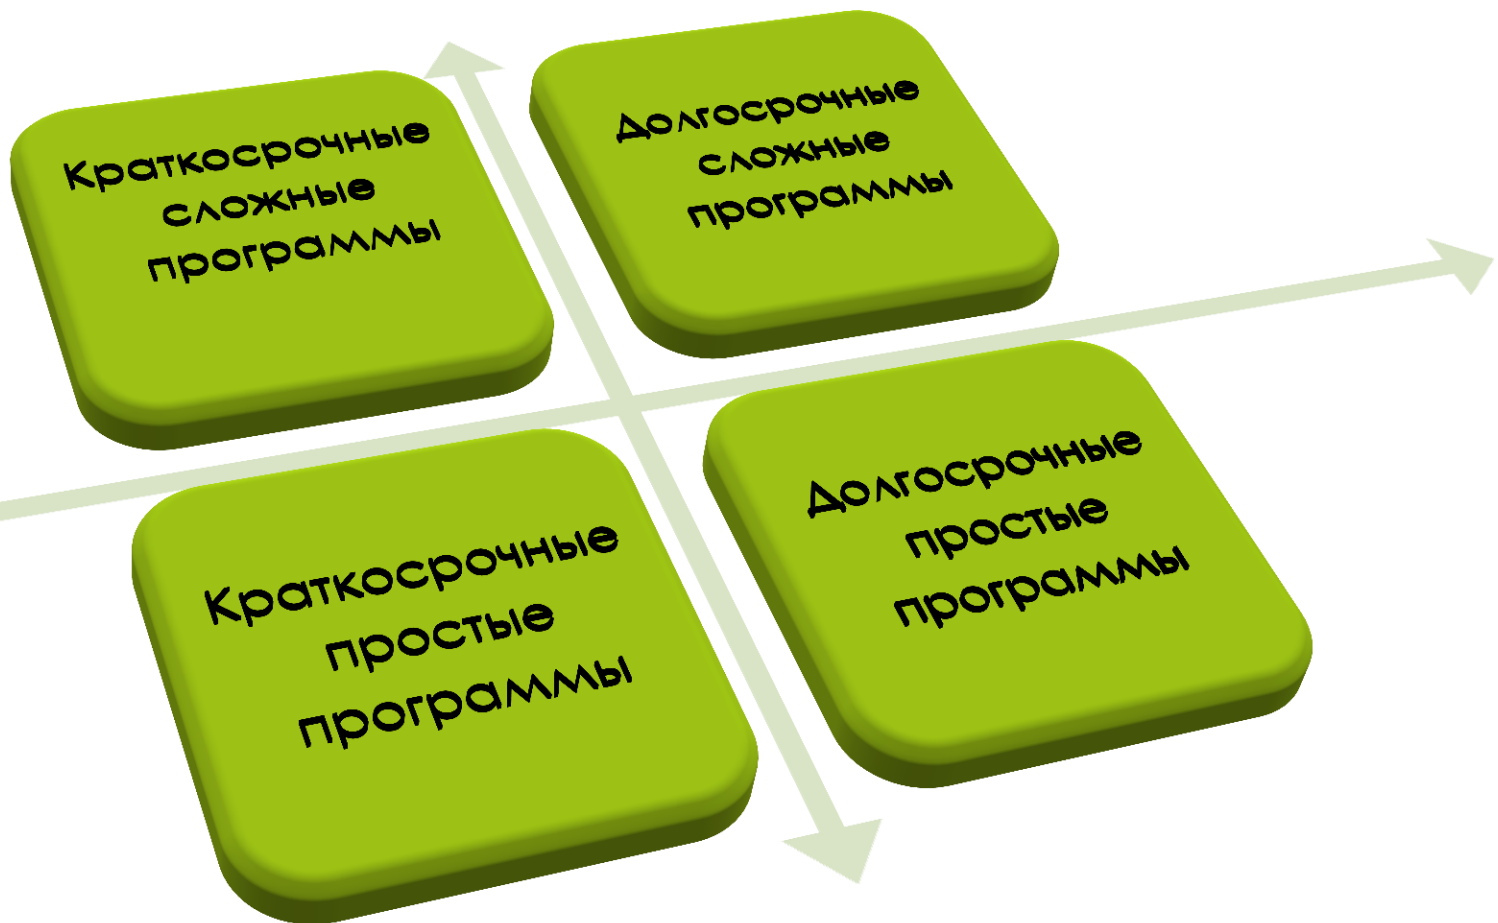 Краткосрочные
сложные
программы
Долгосрочные
сложные
программы
Краткосрочные
простые
программы
Долгосрочные
простые
программы